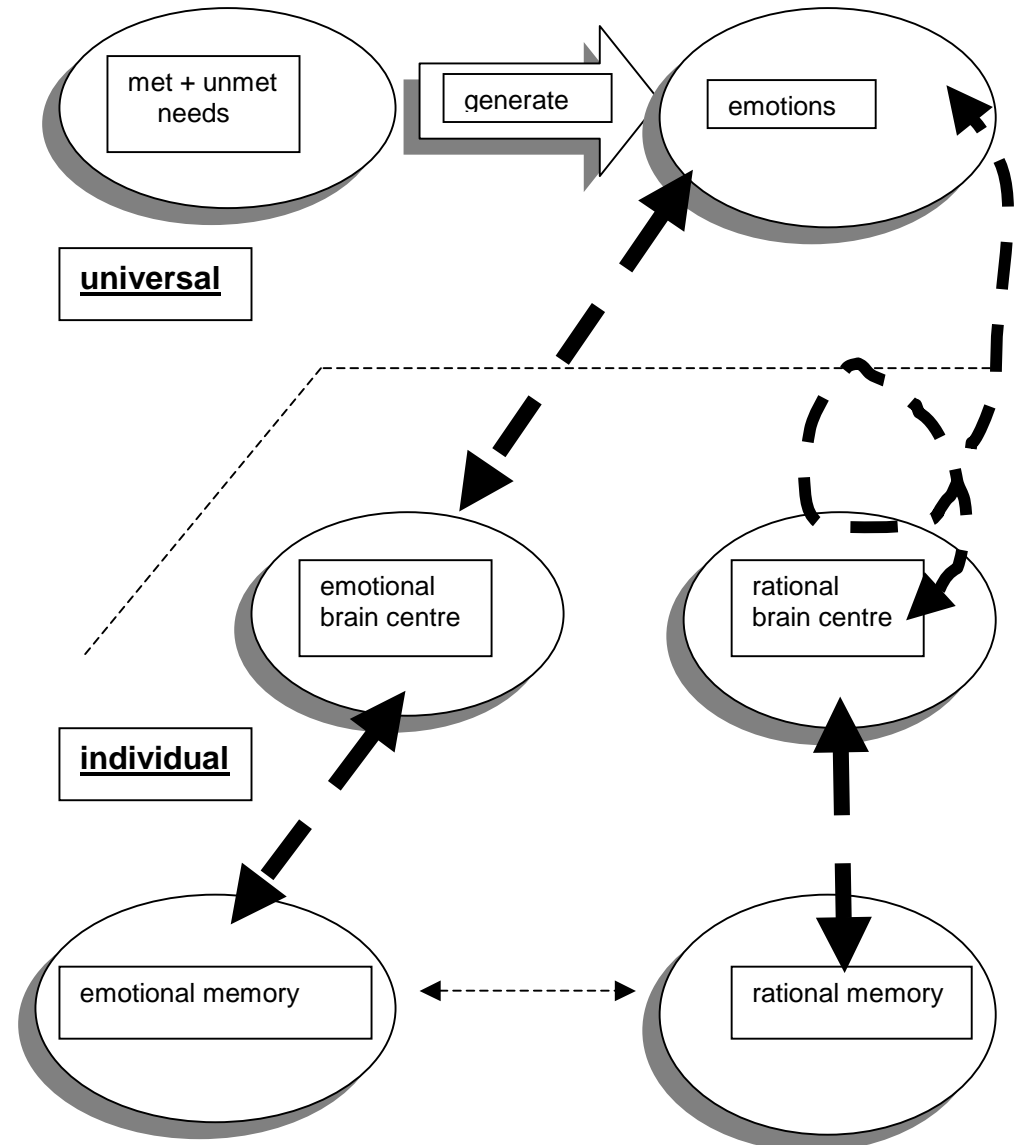 met + unmet
needs
generate
emotions
universal
emotional
brain centre
rational
brain centre
individual
emotional memory
rational memory